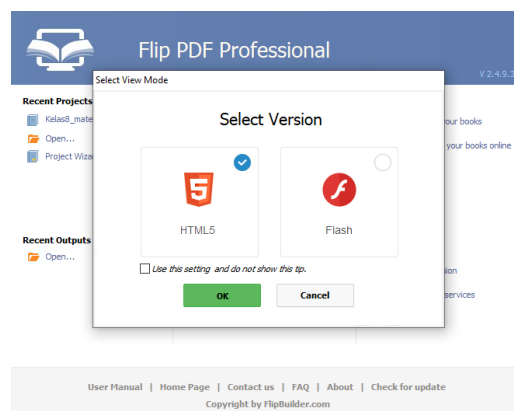 Flip PDF Professional
V 2.4.9.3
Select View Mode
Recent Projects
Kelas8_mate
Open...
Project Wiza
Select Version
your books
your books online
5
HTML5
Flash
Recent Outputs
Open...
Use this setting and do not show this tip.
sion
services
OK
Cancel
User Manual | Home Page | Contact us | FAQ | About | Check for update
Copyright by FlipBuilder.com